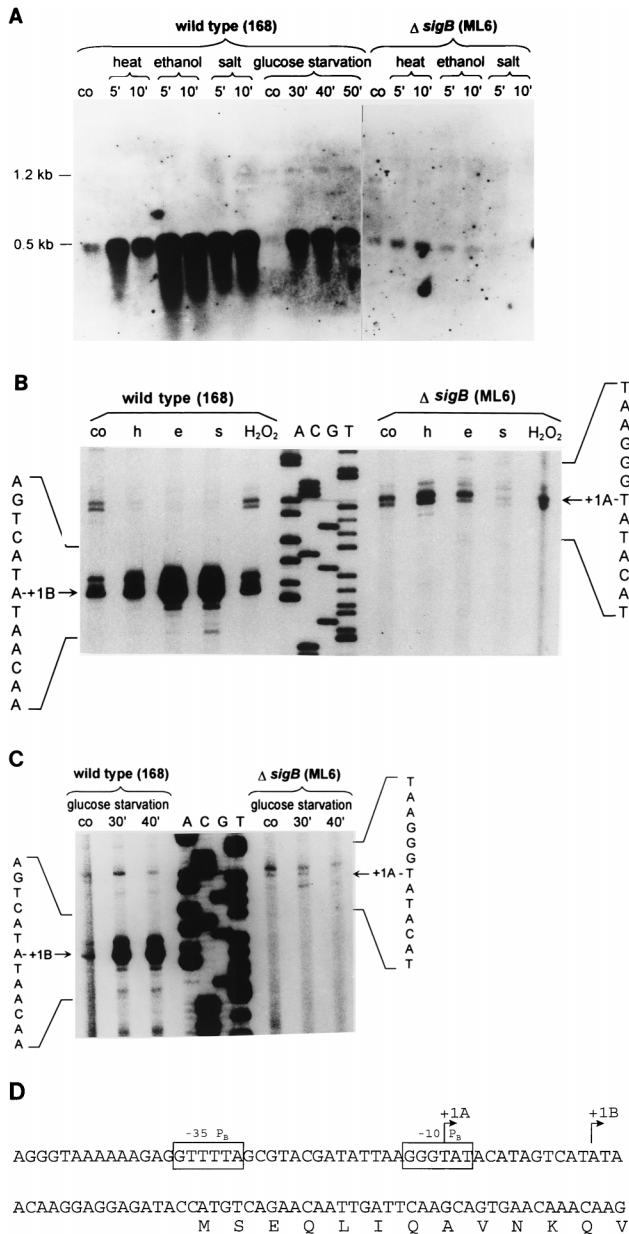 A
wild type (168) Δ sigB (ML6)
heat ethanol salt glucose starvation heat ethanol salt
co 5' 10' 5' 10' 5' 10' co 30' 40' 50' co 5' 10' 5' 10' 5' 10'
1.2 kb
0.5 kb
B
wild type (168) Δ sigB (ML6)
co h e s H2O2 A C G T co h e s H2O2
A
G
T
C
A
T
A-+1B→
T
A
A
C
A
A
T
A
A
G
G
G
←+1A-T
A
T
A
C
A
T
C
wild type (168) Δ sigB (ML6)
glucose starvation glucose starvation
co 30' 40' A C G T co 30' 40'
A
G
T
C
A
T
A-+1B→
T
A
A
C
A
A
T
A
A
G
G
G
←+1A-T
A
T
A
C
A
T
D
+1A +1B
-35 PB -10 PB
AGGGTAAAAAAGAGGTTTTAGCGTACGATATTAAGGGTATACATAGTCATATA
ACAAGGAGGAGATACCATGTCAGAACAATTGATTCAAGCAGTGAACAAACAAG
M S E Q L I Q A V N K Q V